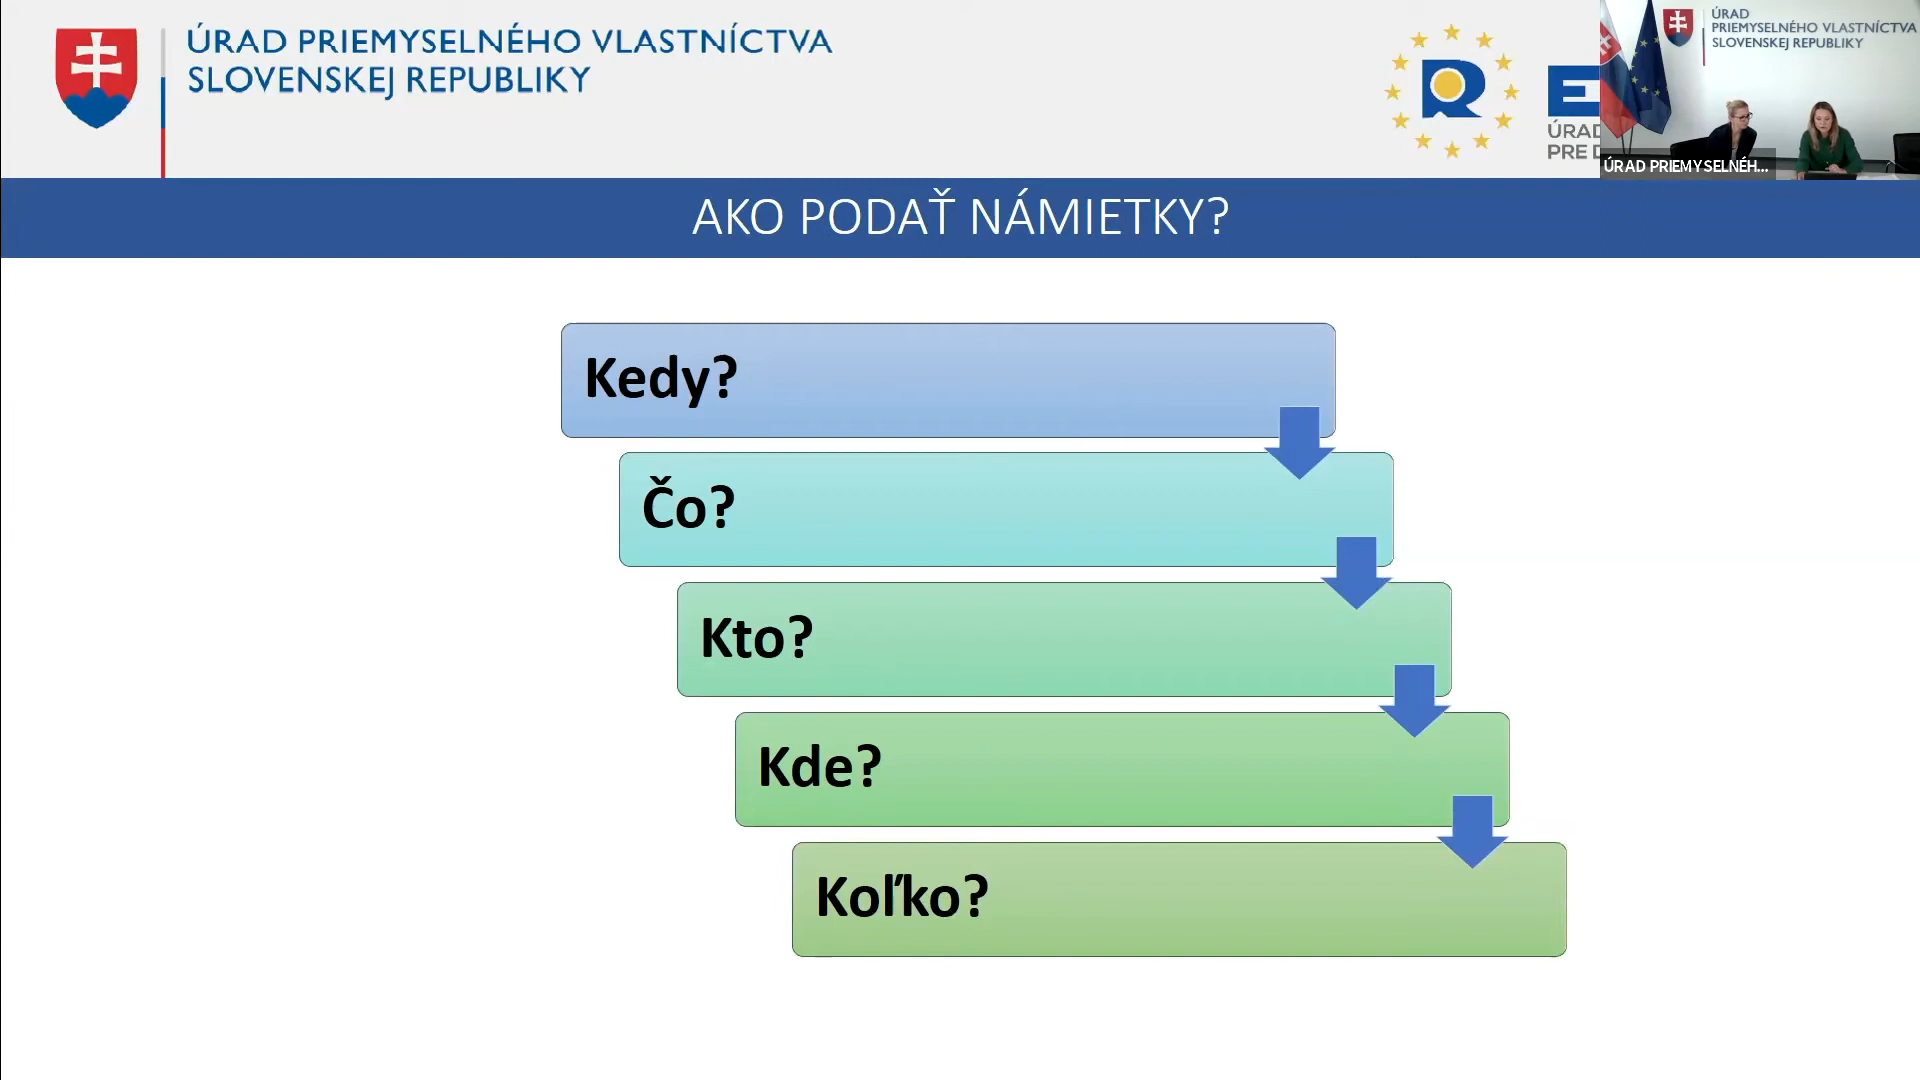 ÚRAD PRIEMYSELNÉHO VLASTNÍCTVA
SLOVENSKEJ REPUBLIKY
R
E
ÚRAD
PRE
ÚRAD
PRIEMYSELNÉHO VLASTNÍCTVA
SLOVENSKEJ REPUBLIKY
ÚRAD PRIEMYSELNÉH...
AKO PODAŤ NÁMIETKY?
Kedy?
Čo?
Kto?
Kde?
Koľko?